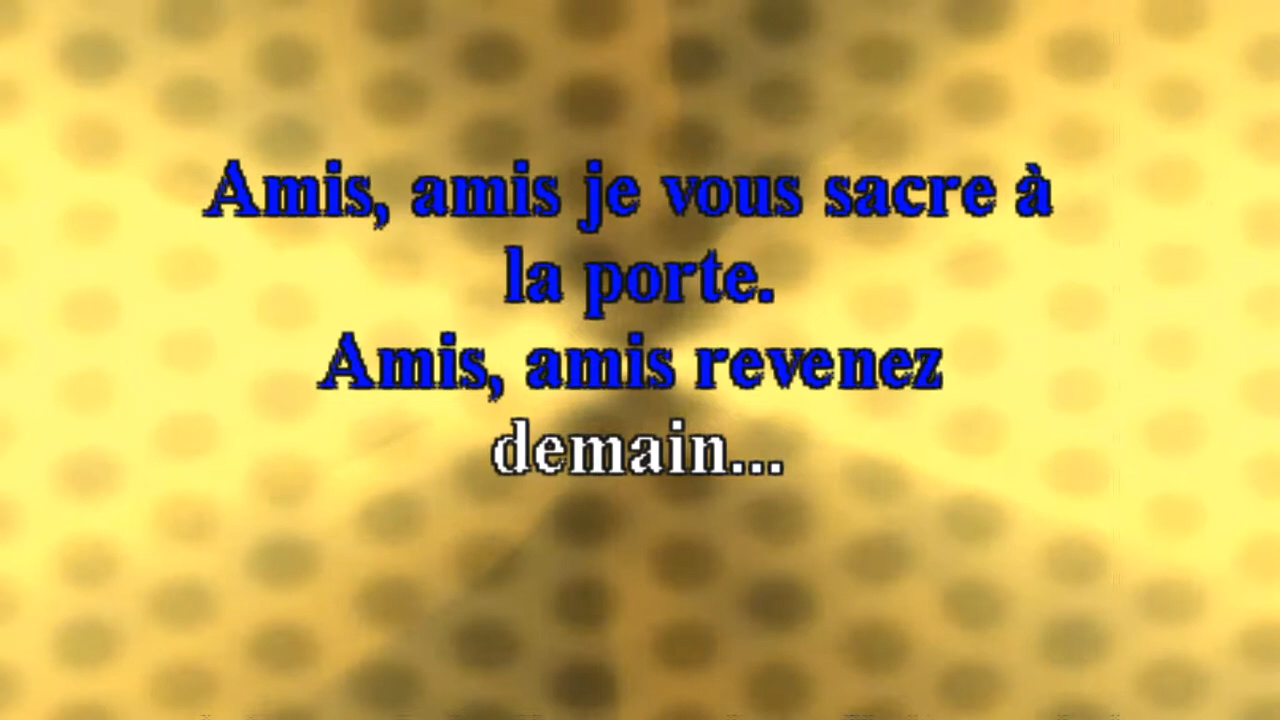 Amis, amis je vous sacre à
la porte.
Amis, amis revenez
demain...